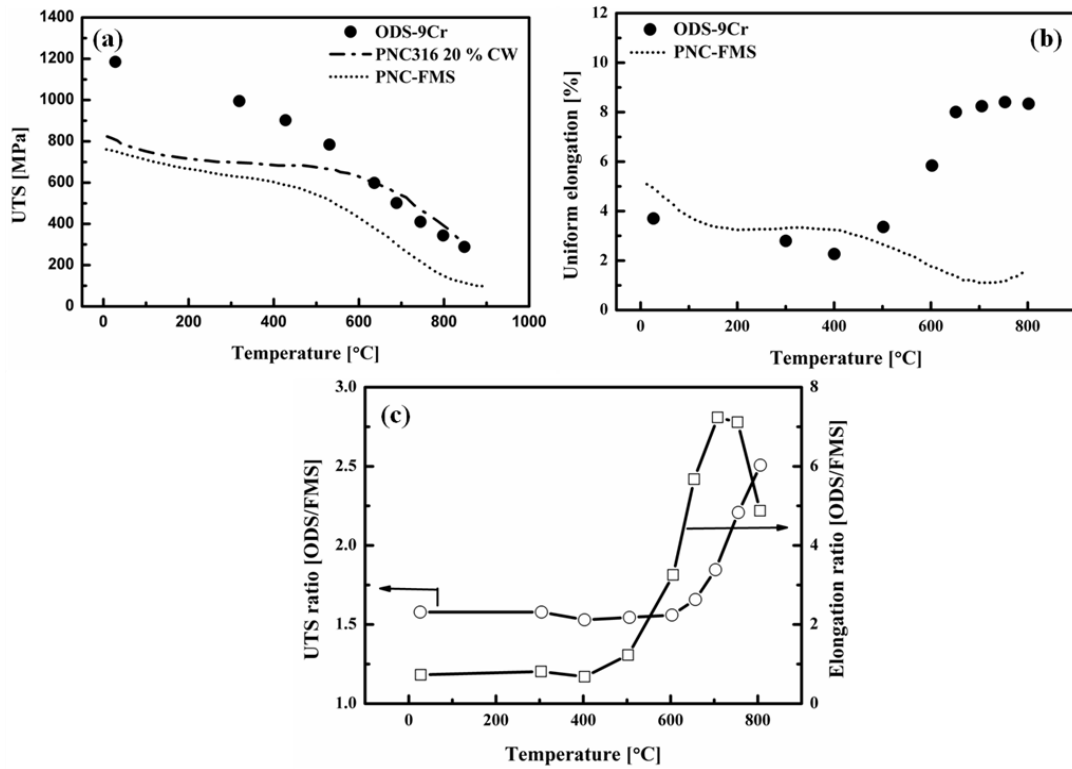 (a)
ODS-9Cr
PNC316 20 % CW
PNC-FMS
UTS [MPa]
1400
1200
1000
800
600
400
200
0
0 200 400 600 800 1000
Temperature [°C]
(b)
ODS-9Cr
PNC-FMS
Uniform elongation [%]
12
10
8
6
4
2
0
0 200 400 600 800
Temperature [°C]
(c)
UTS ratio [ODS/FMS]
3.0
2.5
2.0
1.5
1.0
Elongation ratio [ODS/FMS]
8
6
4
2
0
0 200 400 600 800
Temperature [°C]